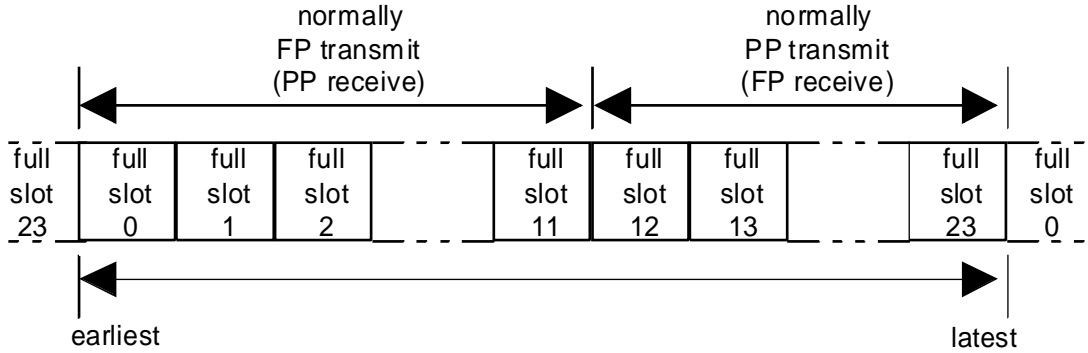 normally
FP transmit
(PP receive)
normally
PP transmit
(FP receive)
full
slot
23
full
slot
0
full
slot
1
full
slot
2
full
slot
11
full
slot
12
full
slot
13
full
slot
23
full
slot
0
earliest
latest